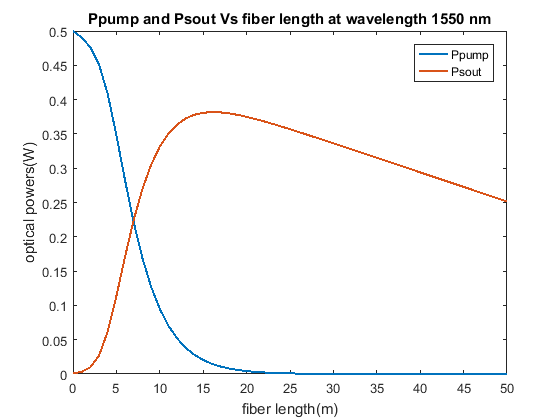 Ppump and Psout Vs fiber length at wavelength 1550 nm
optical powers(W)
0.5
0.45
0.4
0.35
0.3
0.25
0.2
0.15
0.1
0.05
0
Ppump
Psout
0 5 10 15 20 25 30 35 40 45 50
fiber length(m)